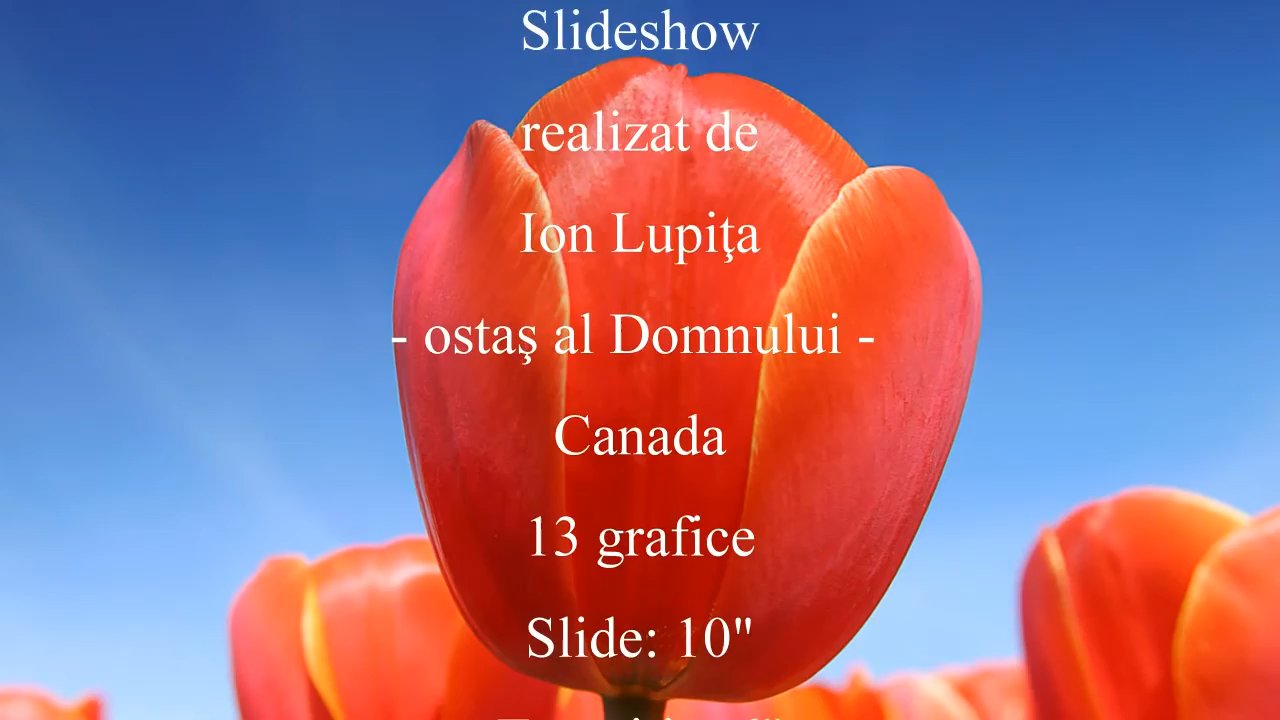 Slideshow
realizat de
Ion Lupiţa
- ostaş al Domnului -
Canada
13 grafice
Slide: 10"